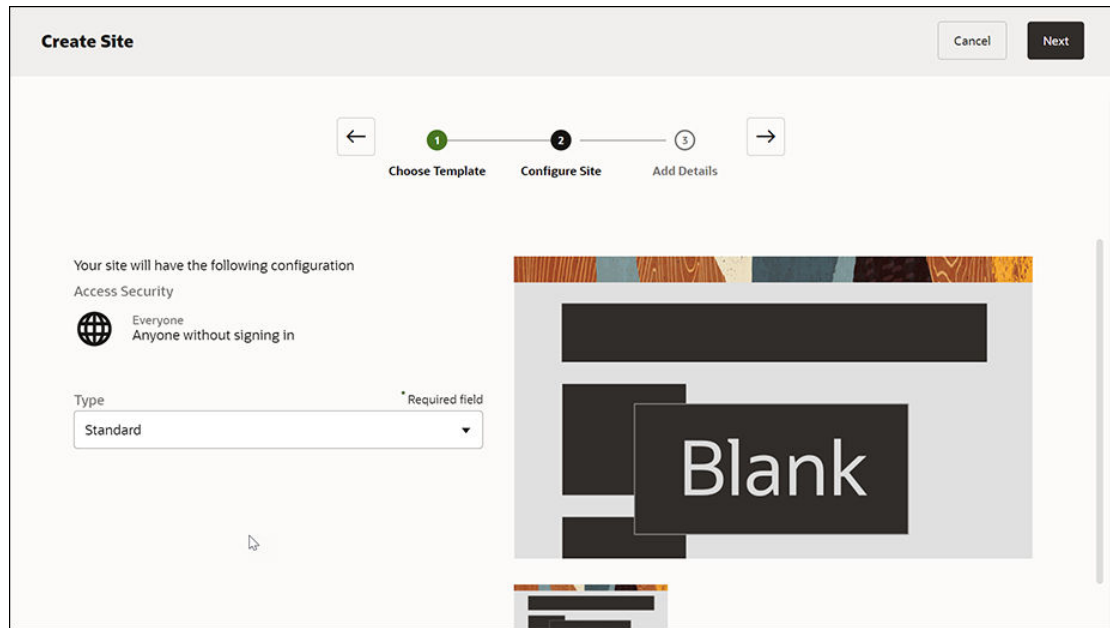 Create Site
Cancel
Next
1
2
3
Choose Template
Configure Site
Add Details
Your site will have the following configuration
Access Security
Everyone
Anyone without signing in
Type
* Required field
Standard
Blank